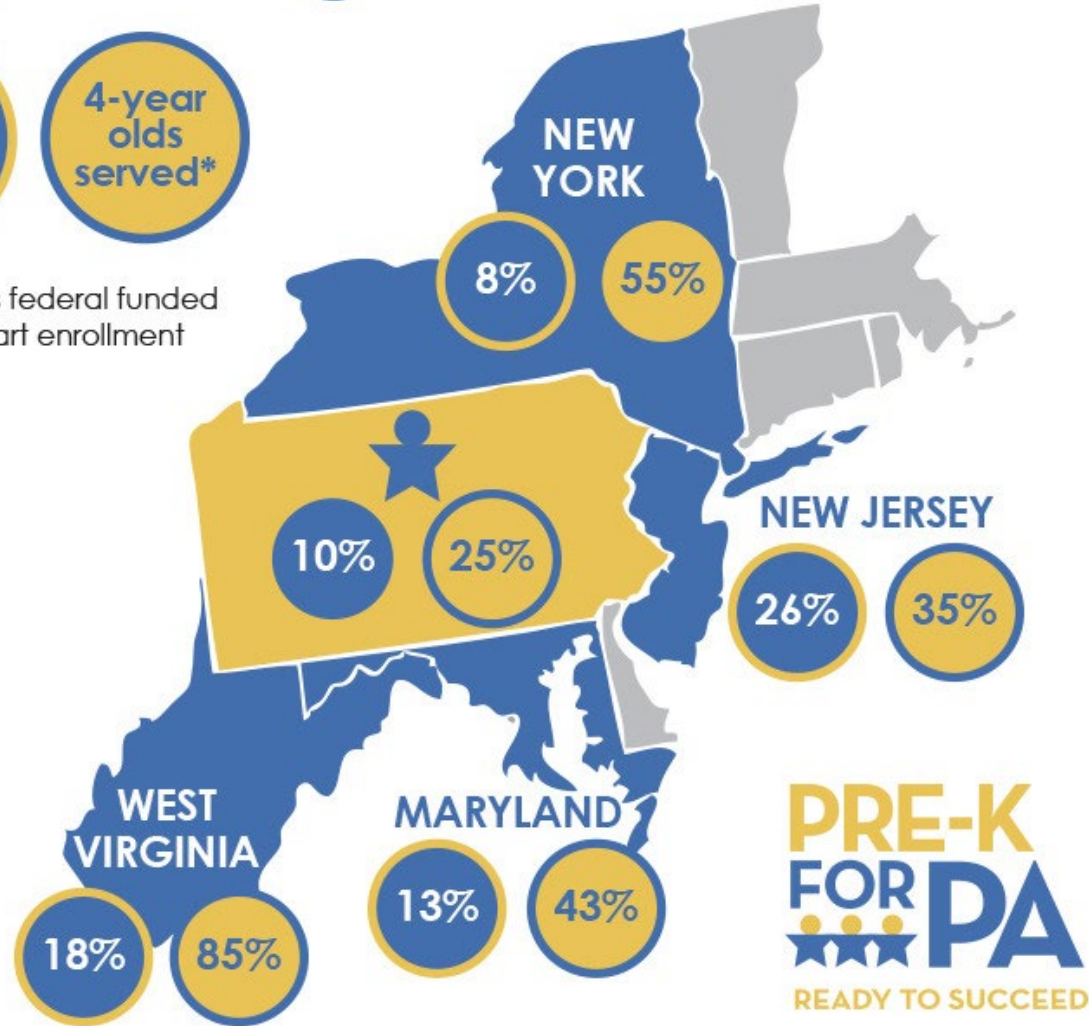 4-year
olds
served*
federal funded
enrollment
NEW
YORK
8%
55%
10%
25%
NEW JERSEY
26%
35%
WEST
VIRGINIA
18%
85%
MARYLAND
13%
43%
PRE-K
FOR PA
READY TO SUCCEED